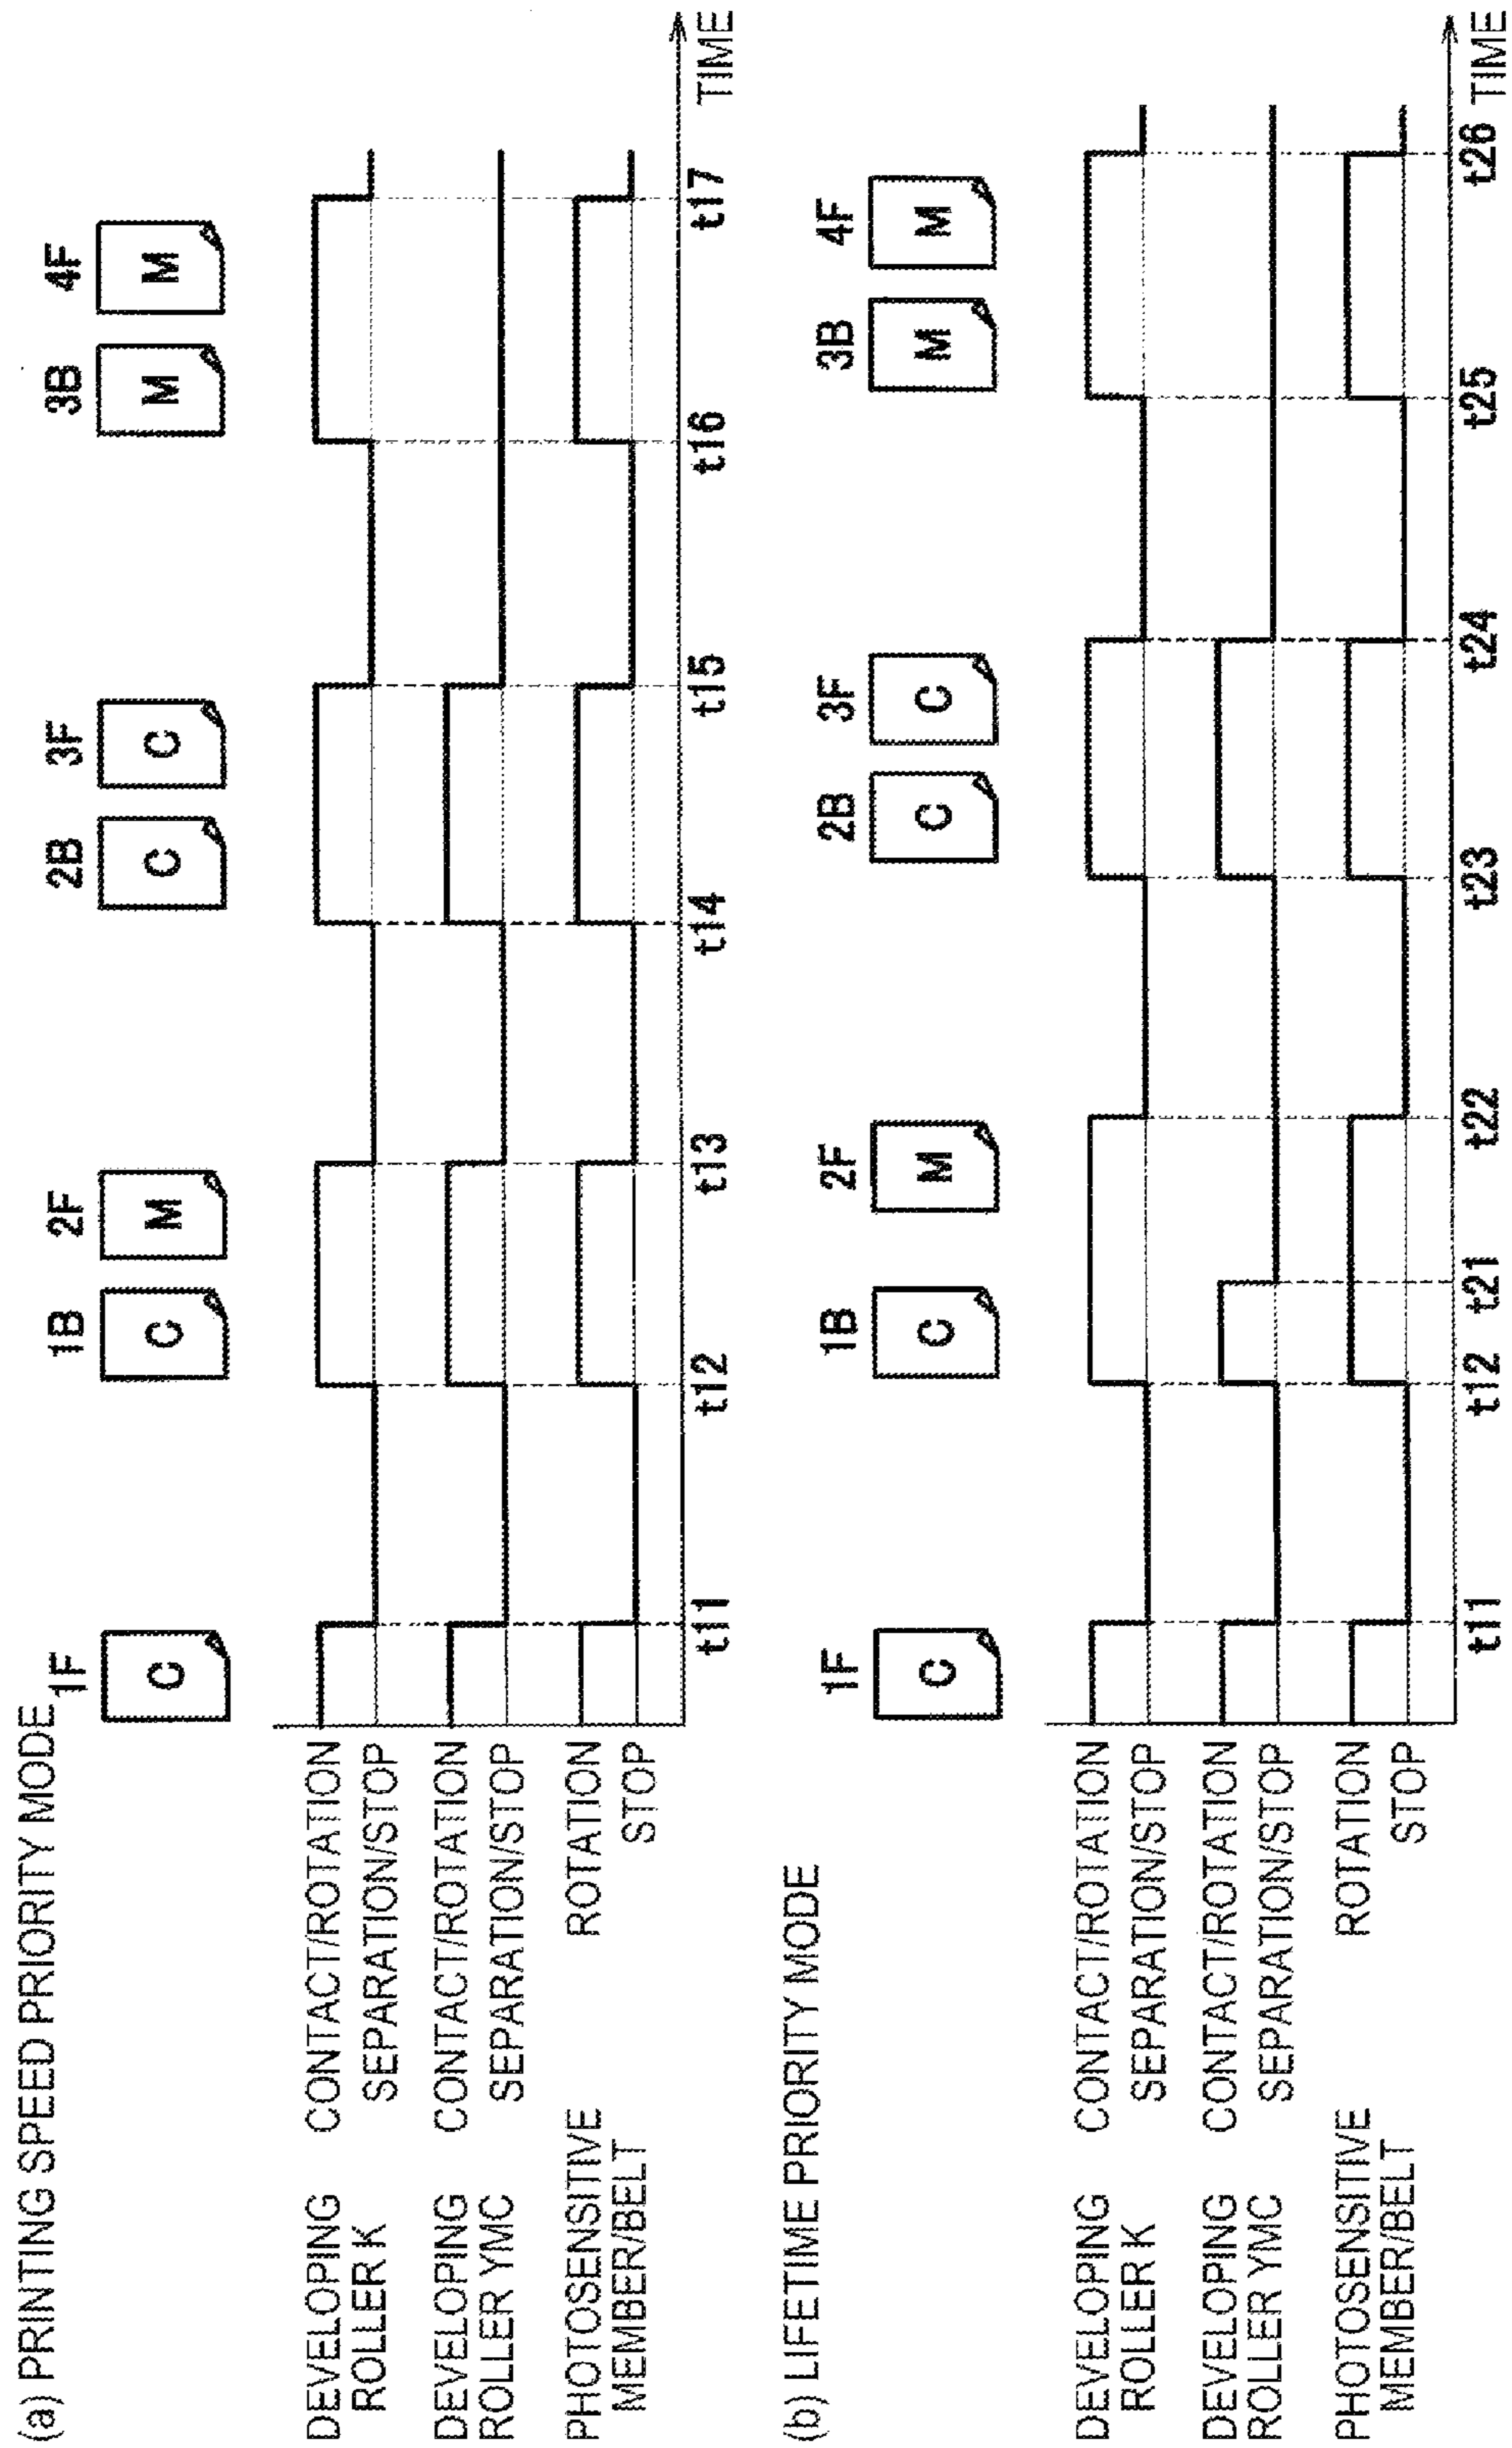 (a) PRINTING SPEED PRIORITY MODE
1F
1B
2F
2B
3F
3B
4F
C
C
M
C
C
M
M
DEVELOPING
ROLLER K
CONTACT/ROTATION
SEPARATION/STOP
DEVELOPING
ROLLER YMC
CONTACT/ROTATION
SEPARATION/STOP
PHOTOSENSITIVE
MEMBER/BELT
ROTATION
STOP
t11
t12
t13
t14
t15
t16
t17
TIME
(b) LIFETIME PRIORITY MODE
1F
1B
2F
2B
3F
3B
4F
C
C
M
C
C
M
M
DEVELOPING
ROLLER K
CONTACT/ROTATION
SEPARATION/STOP
DEVELOPING
ROLLER YMC
CONTACT/ROTATION
SEPARATION/STOP
PHOTOSENSITIVE
MEMBER/BELT
ROTATION
STOP
t11
t12
t21
t22
t23
t24
t25
t26
TIME